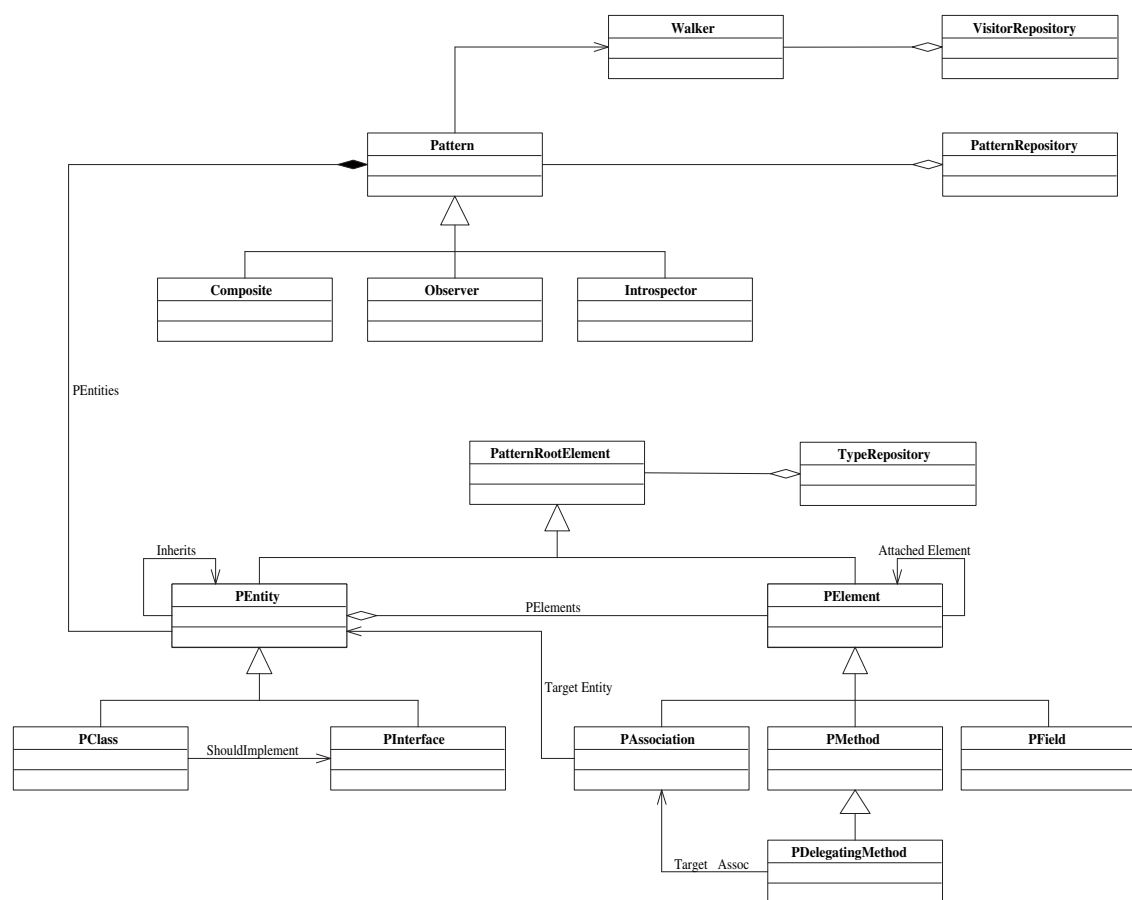 Walker
VisitorRepository
Pattern
PatternRepository
Composite
Observer
Introspector
PEntities
PatternRootElement
TypeRepository
Inherits
Attached Element
PEntity
PElements
PElement
Target Entity
PClass
ShouldImplement
PInterface
PAssociation
PMethod
PField
PDelegatingMethod
Target Assoc